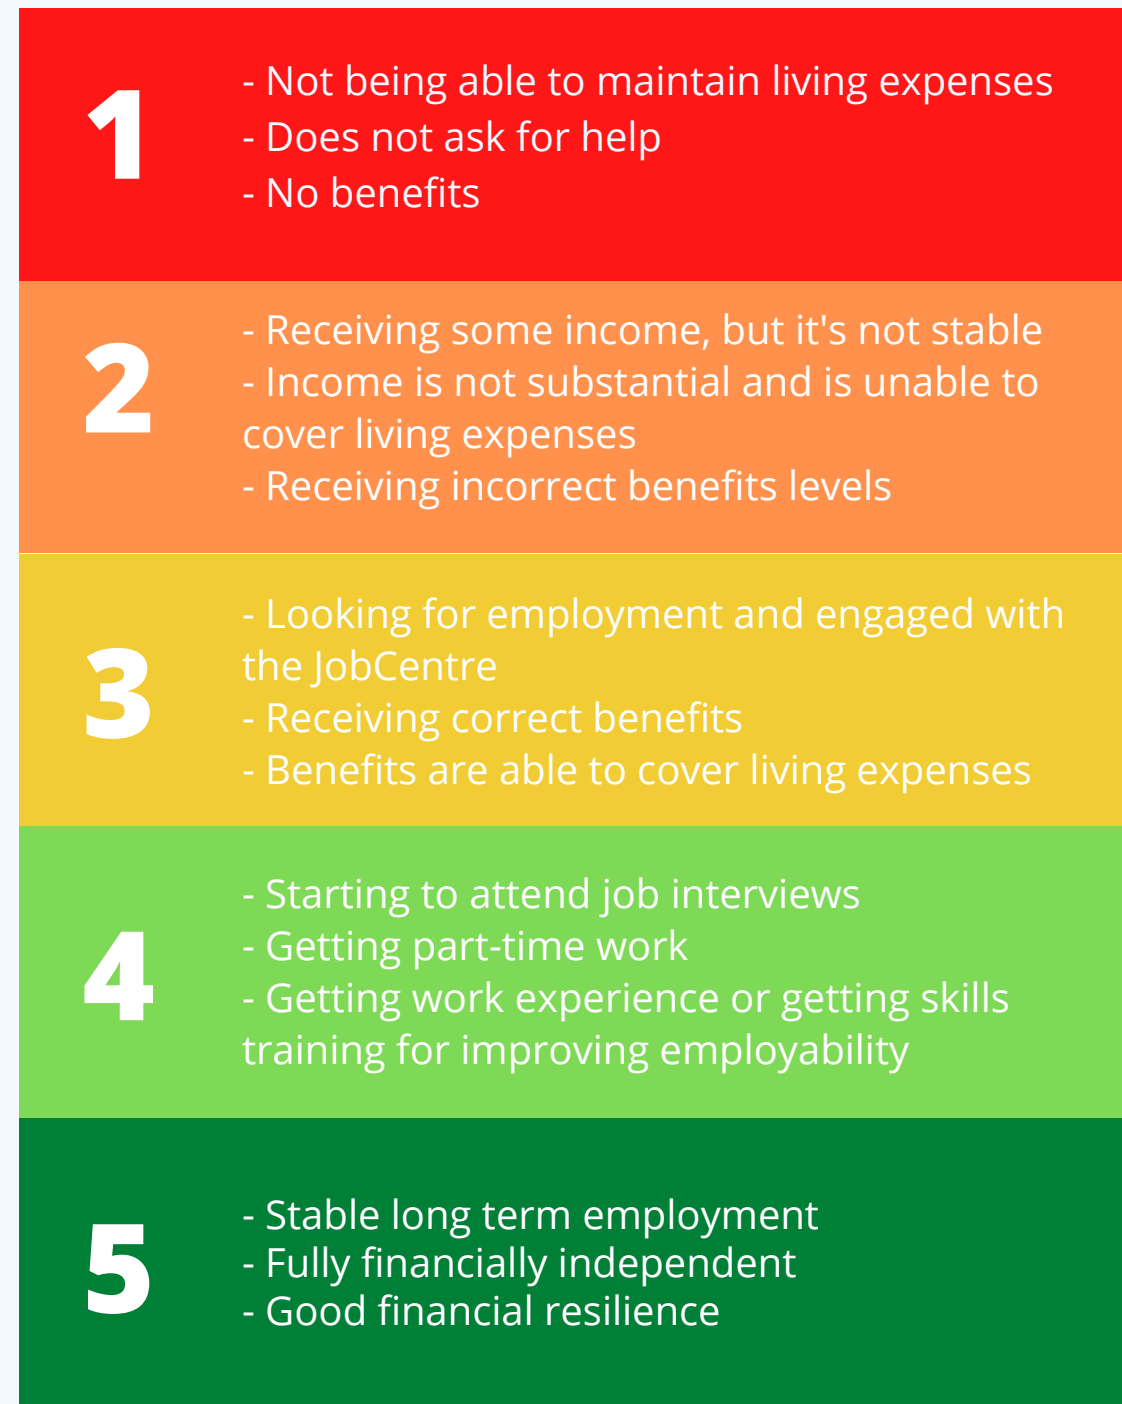 1
- Not being able to maintain living expenses
- Does not ask for help
- No benefits
2
- Receiving some income, but it's not stable
- Income is not substantial and is unable to
cover living expenses
- Receiving incorrect benefits levels
3
- Looking for employment and engaged with
the JobCentre
- Receiving correct benefits
- Benefits are able to cover living expenses
4
- Starting to attend job interviews
- Getting part-time work
- Getting work experience or getting skills
training for improving employability
5
- Stable long term employment
- Fully financially independent
- Good financial resilience